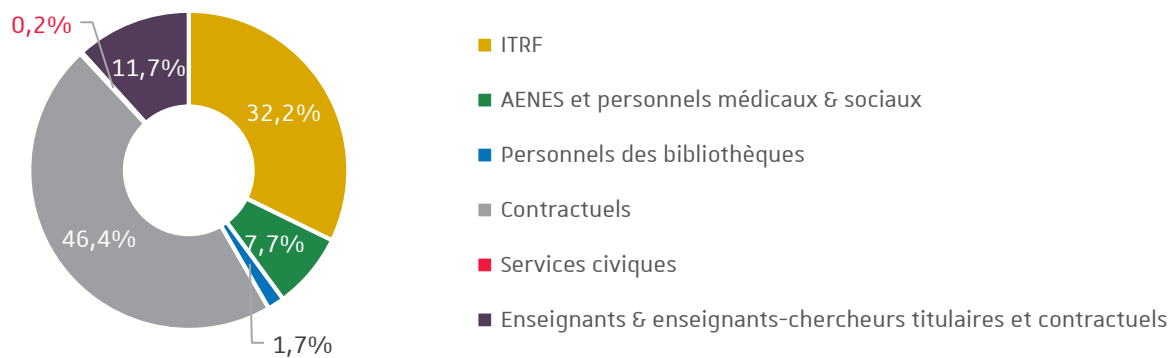 0,2%
11,7%
32,2%
46,4%
7,7%
1,7%
ITRF
AENES et personnels médicaux & sociaux
Personnels des bibliothèques
Contractuels
Services civiques
Enseignants & enseignants-chercheurs titulaires et contractuels